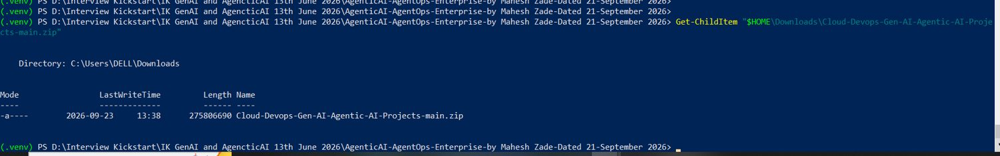 (.venv) PS D:\Interview Kickstart\IK GenAI and AgencticAI 13th June 2026\AgenticAI-AgentOps-Enterprise-by Mahesh Zade-Dated 21-September 2026>
(.venv) PS D:\Interview Kickstart\IK GenAI and AgencticAI 13th June 2026\AgenticAI-AgentOps-Enterprise-by Mahesh Zade-Dated 21-September 2026>
(.venv) PS D:\Interview Kickstart\IK GenAI and AgencticAI 13th June 2026\AgenticAI-AgentOps-Enterprise-by Mahesh Zade-Dated 21-September 2026> Get-ChildItem "$HOME\Downloads\Cloud-Devops-Gen-AI-Agentic-AI-Proje
cts-main.zip"
Directory: C:\Users\DELL\Downloads
Mode LastWriteTime Length Name
---- ------------- ------ ----
-a---- 2026-09-23 13:38 275806690 Cloud-Devops-Gen-AI-Agentic-AI-Projects-main.zip
(.venv) PS D:\Interview Kickstart\IK GenAI and AgencticAI 13th June 2026\AgenticAI-AgentOps-Enterprise-by Mahesh Zade-Dated 21-September 2026>